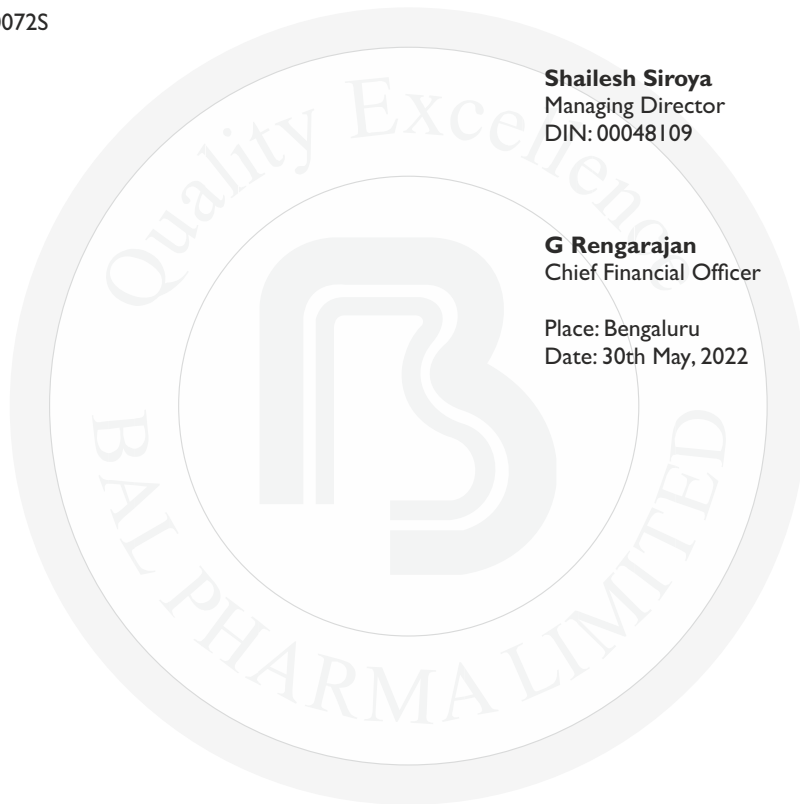 0072S
Shailesh Siroya
Managing Director
DIN: 00048109
Quality Excellence
G Rengarajan
Chief Financial Officer
Place: Bengaluru
Date: 30th May, 2022
BAL PHARMA LIMITED